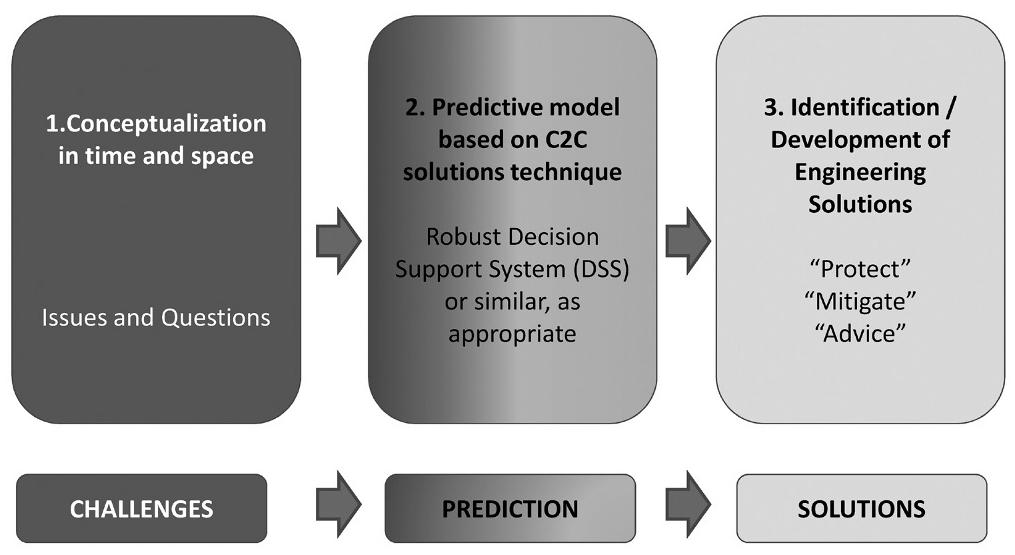 1.Conceptualization
in time and space
Issues and Questions
2. Predictive model
based on C2C
solutions technique
Robust Decision
Support System (DSS)
or similar, as
appropriate
3. Identification /
Development of
Engineering
Solutions
“Protect”
“Mitigate”
“Advice”
CHALLENGES
PREDICTION
SOLUTIONS